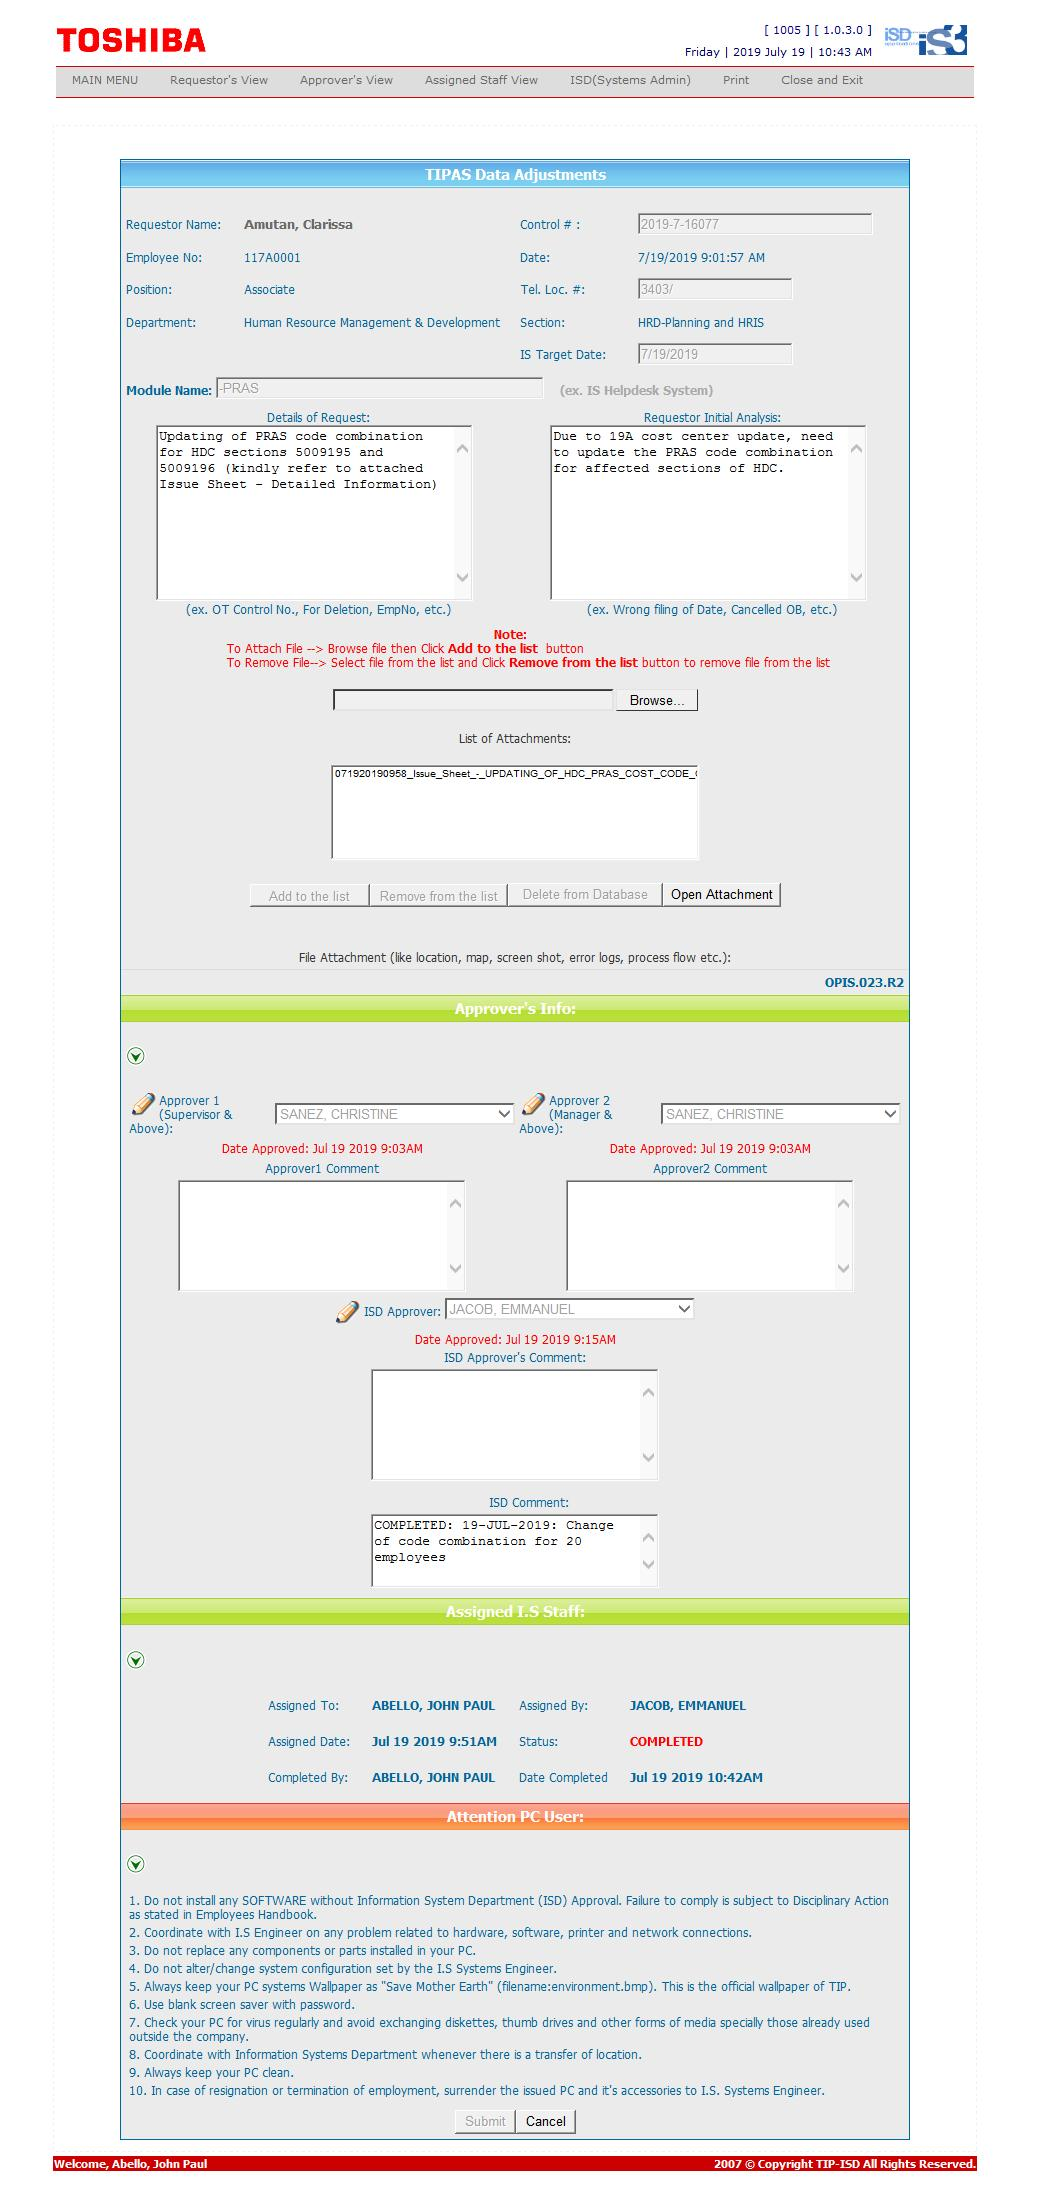 TOSHIBA
[ 1005 ] [ 1.0.3.0 ]
Friday | 2019 July 19 | 10:43 AM
MAIN MENU Requestor's View Approver's View Assigned Staff View ISD(Systems Admin) Print Close and Exit
TIPAS Data Adjustments
Requestor Name: Amutan, Clarissa Control # : 2019-7-16077
Employee No: 117A0001 Date: 7/19/2019 9:01:57 AM
Position: Associate Tel. Loc. #: 3403/
Department: Human Resource Management & Development Section: HRD-Planning and HRIS
IS Target Date: 7/19/2019
Module Name: -PRAS (ex. IS Helpdesk System)
Details of Request:
Updating of PRAS code combination
for HDC sections 5009195 and
5009196 (kindly refer to attached
Issue Sheet - Detailed Information)
(ex. OT Control No., For Deletion, EmpNo, etc.)
Requestor Initial Analysis:
Due to 19A cost center update, need
to update the PRAS code combination
for affected sections of HDC.
(ex. Wrong filing of Date, Cancelled OB, etc.)
Note:
To Attach File --> Browse file then Click Add to the list button
To Remove File--> Select file from the list and Click Remove from the list button to remove file from the list
Browse...
List of Attachments:
071920190958_Issue_Sheet_-_UPDATING_OF_HDC_PRAS_COST_CODE_
Add to the list Remove from the list Delete from Database Open Attachment
File Attachment (like location, map, screen shot, error logs, process flow etc.):
OPIS.023.R2
Approver's Info:
Approver 1
(Supervisor &
Above):
SANEZ, CHRISTINE
Approver 2
(Manager &
Above):
SANEZ, CHRISTINE
Date Approved: Jul 19 2019 9:03AM Date Approved: Jul 19 2019 9:03AM
Approver1 Comment Approver2 Comment
ISD Approver: JACOB, EMMANUEL
Date Approved: Jul 19 2019 9:15AM
ISD Approver's Comment:
ISD Comment:
COMPLETED: 19-JUL-2019: Change
of code combination for 20
employees
Assigned I.S Staff:
Assigned To: ABELLO, JOHN PAUL Assigned By: JACOB, EMMANUEL
Assigned Date: Jul 19 2019 9:51AM Status: COMPLETED
Completed By: ABELLO, JOHN PAUL Date Completed Jul 19 2019 10:42AM
Attention PC User:
1. Do not install any SOFTWARE without Information System Department (ISD) Approval. Failure to comply is subject to Disciplinary Action
as stated in Employees Handbook.
2. Coordinate with I.S Engineer on any problem related to hardware, software, printer and network connections.
3. Do not replace any components or parts installed in your PC.
4. Do not alter/change system configuration set by the I.S Systems Engineer.
5. Always keep your PC systems Wallpaper as "Save Mother Earth" (filename:environment.bmp). This is the official wallpaper of TIP.
6. Use blank screen saver with password.
7. Check your PC for virus regularly and avoid exchanging diskettes, thumb drives and other forms of media specially those already used
outside the company.
8. Coordinate with Information Systems Department whenever there is a transfer of location.
9. Always keep your PC clean.
10. In case of resignation or termination of employment, surrender the issued PC and it's accessories to I.S. Systems Engineer.
Submit Cancel
Welcome, Abello, John Paul 2007 © Copyright TIP-ISD All Rights Reserved.